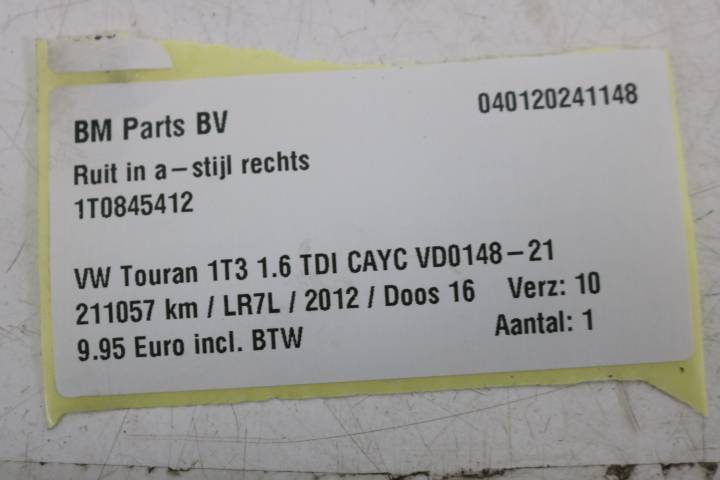 BM Parts BV 040120241148
Ruit in a-stijl rechts
1T0845412
VW Touran 1T3 1.6 TDI CAYC VD0148-21
211057 km / LR7L / 2012 / Doos 16 Verz: 10
9.95 Euro incl. BTW Aantal: 1